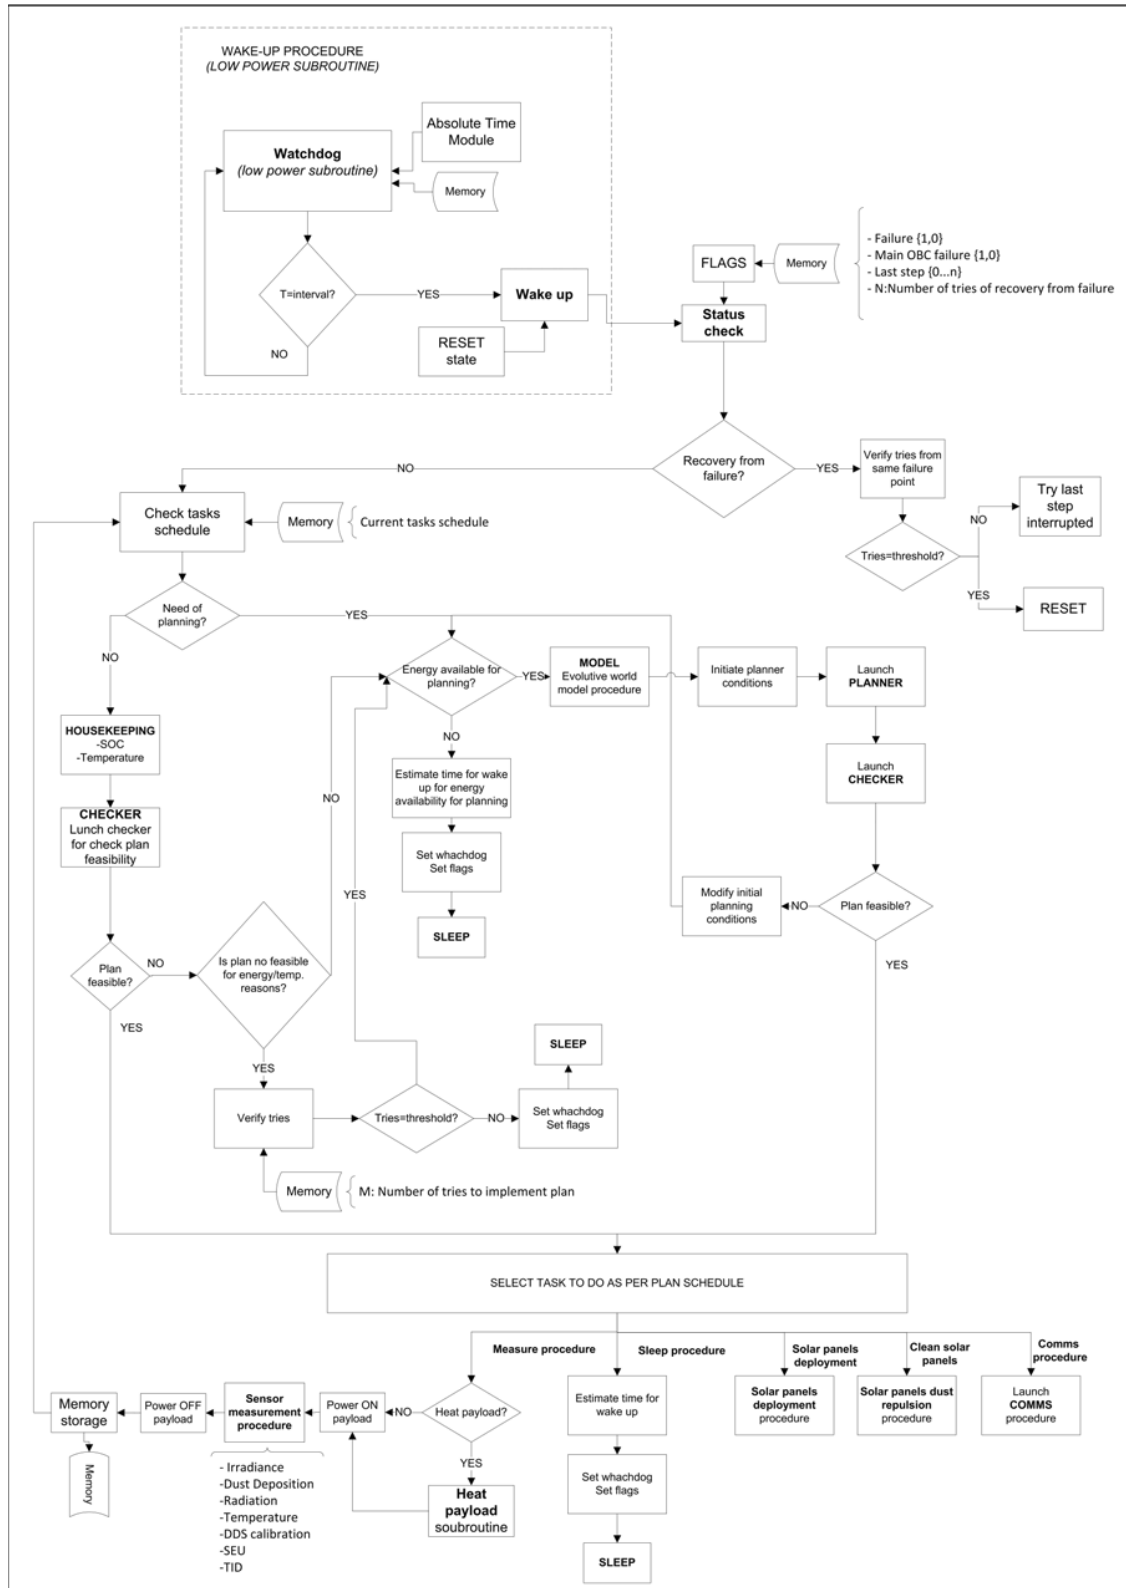 WAKE-UP PROCEDURE
(LOW POWER SUBROUTINE)
Absolute Time
Module
Watchdog
(low power subroutine)
Memory
T=interval?
YES
NO
Wake up
RESET
state
FLAGS
Memory
- Failure {1,0}
- Main OBC failure {1,0}
- Last step {0...n}
- N:Number of tries of recovery from failure
Status
check
Recovery from
failure?
NO
YES
Verify tries from
same failure
point
Tries=threshold?
NO
YES
Try last
step
interrupted
RESET
Check tasks
schedule
Memory
Current tasks schedule
Need of
planning?
YES
NO
Energy available for
planning?
YES
NO
MODEL
Evolutive world
model procedure
Initiate planner
conditions
Launch
PLANNER
Launch
CHECKER
HOUSEKEEPING
-SOC
-Temperature
CHECKER
Lunch checker
for check plan
feasibility
Estimate time for wake
up for energy
availability for planning
Set whachdog
Set flags
SLEEP
Modify initial
planning
conditions
NO
Plan feasible?
YES
Plan
feasible?
NO
YES
Is plan no feasible
for energy/temp.
reasons?
NO
YES
YES
Verify tries
Tries=threshold?
NO
Set whachdog
Set flags
SLEEP
Memory
M: Number of tries to implement plan
SELECT TASK TO DO AS PER PLAN SCHEDULE
Measure procedure
Sleep procedure
Solar panels
deployment
Clean solar
panels
Comms
procedure
Heat payload?
NO
YES
Heat
payload
soubroutine
Power ON
payload
Sensor
measurement
procedure
Power OFF
payload
Memory
storage
Memory
- Irradiance
-Dust Deposition
-Radiation
-Temperature
-DDS calibration
-SEU
-TID
Estimate time for
wake up
Set whachdog
Set flags
SLEEP
Solar panels
deployment
procedure
Solar panels dust
repulsion
procedure
Launch
COMMS
procedure